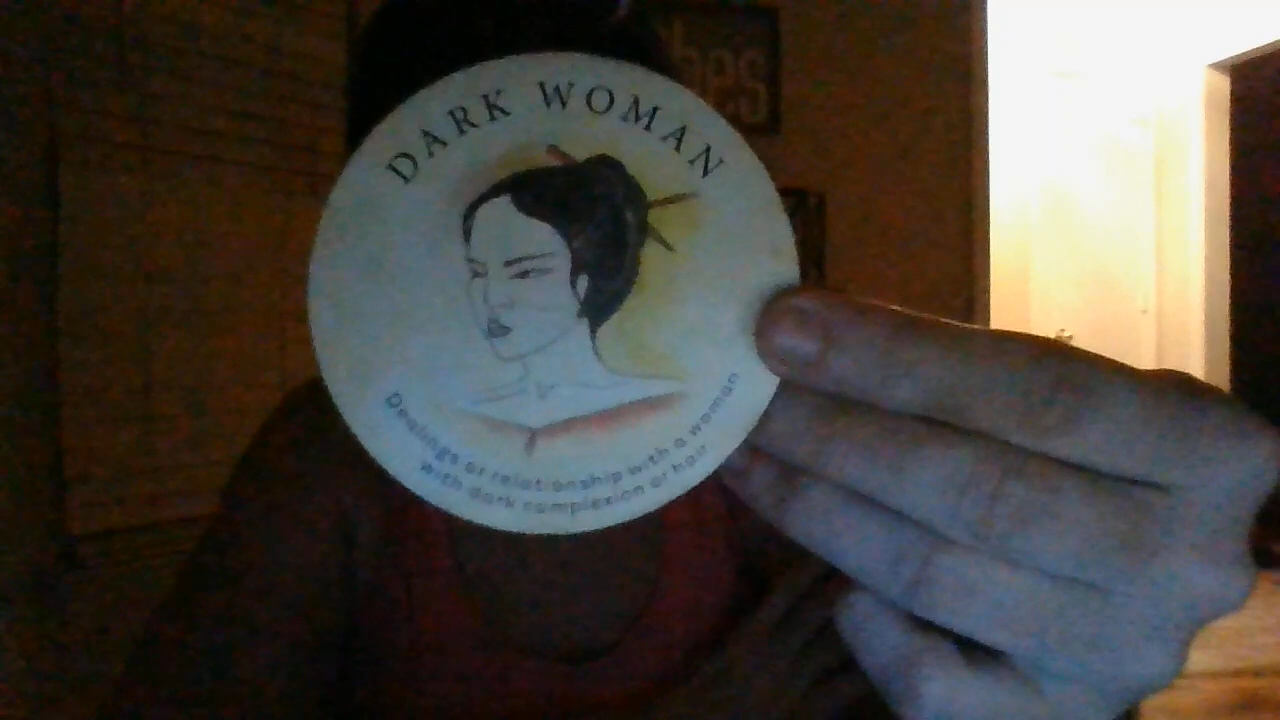 DARK WOMAN
Dealings or relationship with a woman
with dark complexion or hair